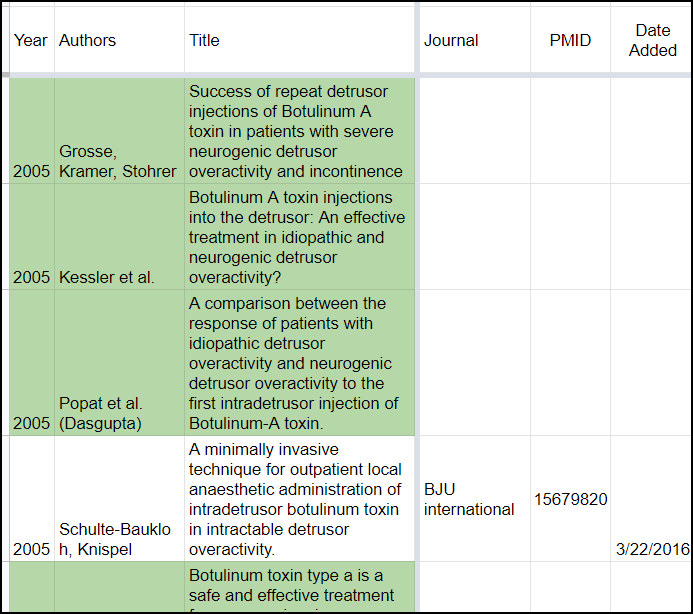 Year Authors Title Journal PMID Date
Added
Success of repeat detrusor
injections of Botulinum A
toxin in patients with severe
neurogenic detrusor
overactivity and incontinence
2005
Grosse,
Kramer, Stohrer
Botulinum A toxin injections
into the detrusor: An effective
treatment in idiopathic and
neurogenic detrusor
overactivity?
2005
Kessler et al.
A comparison between the
response of patients with
idiopathic detrusor
overactivity and neurogenic
detrusor overactivity to the
first intradetrusor injection of
Botulinum-A toxin.
2005
Popat et al.
(Dasgupta)
A minimally invasive
technique for outpatient local
anaesthetic administration of
intradetrusor botulinum toxin
in intractable detrusor
overactivity.
2005
Schulte-Bauklo
h, Knispel
BJU
international
15679820
3/22/2016
Botulinum toxin type a is a
safe and effective treatment